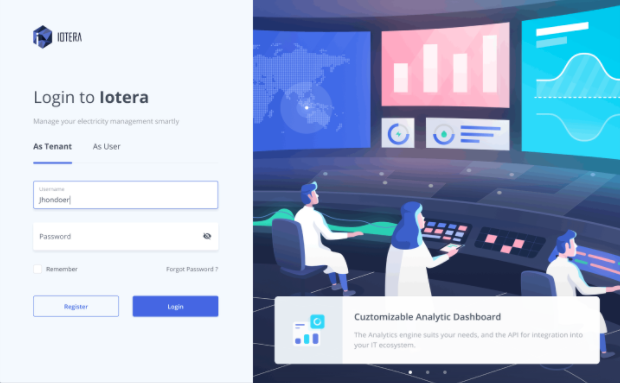 IOTERA
Login to Iotera
Manage your electricity management smartly
As Tenant As User
Username
Jhondoer
Password
Remember Forgot Password ?
Register Login
Cuztomizable Analytic Dashboard
The Analytics engine suits your needs, and the API for integration into
your IT ecosystem.